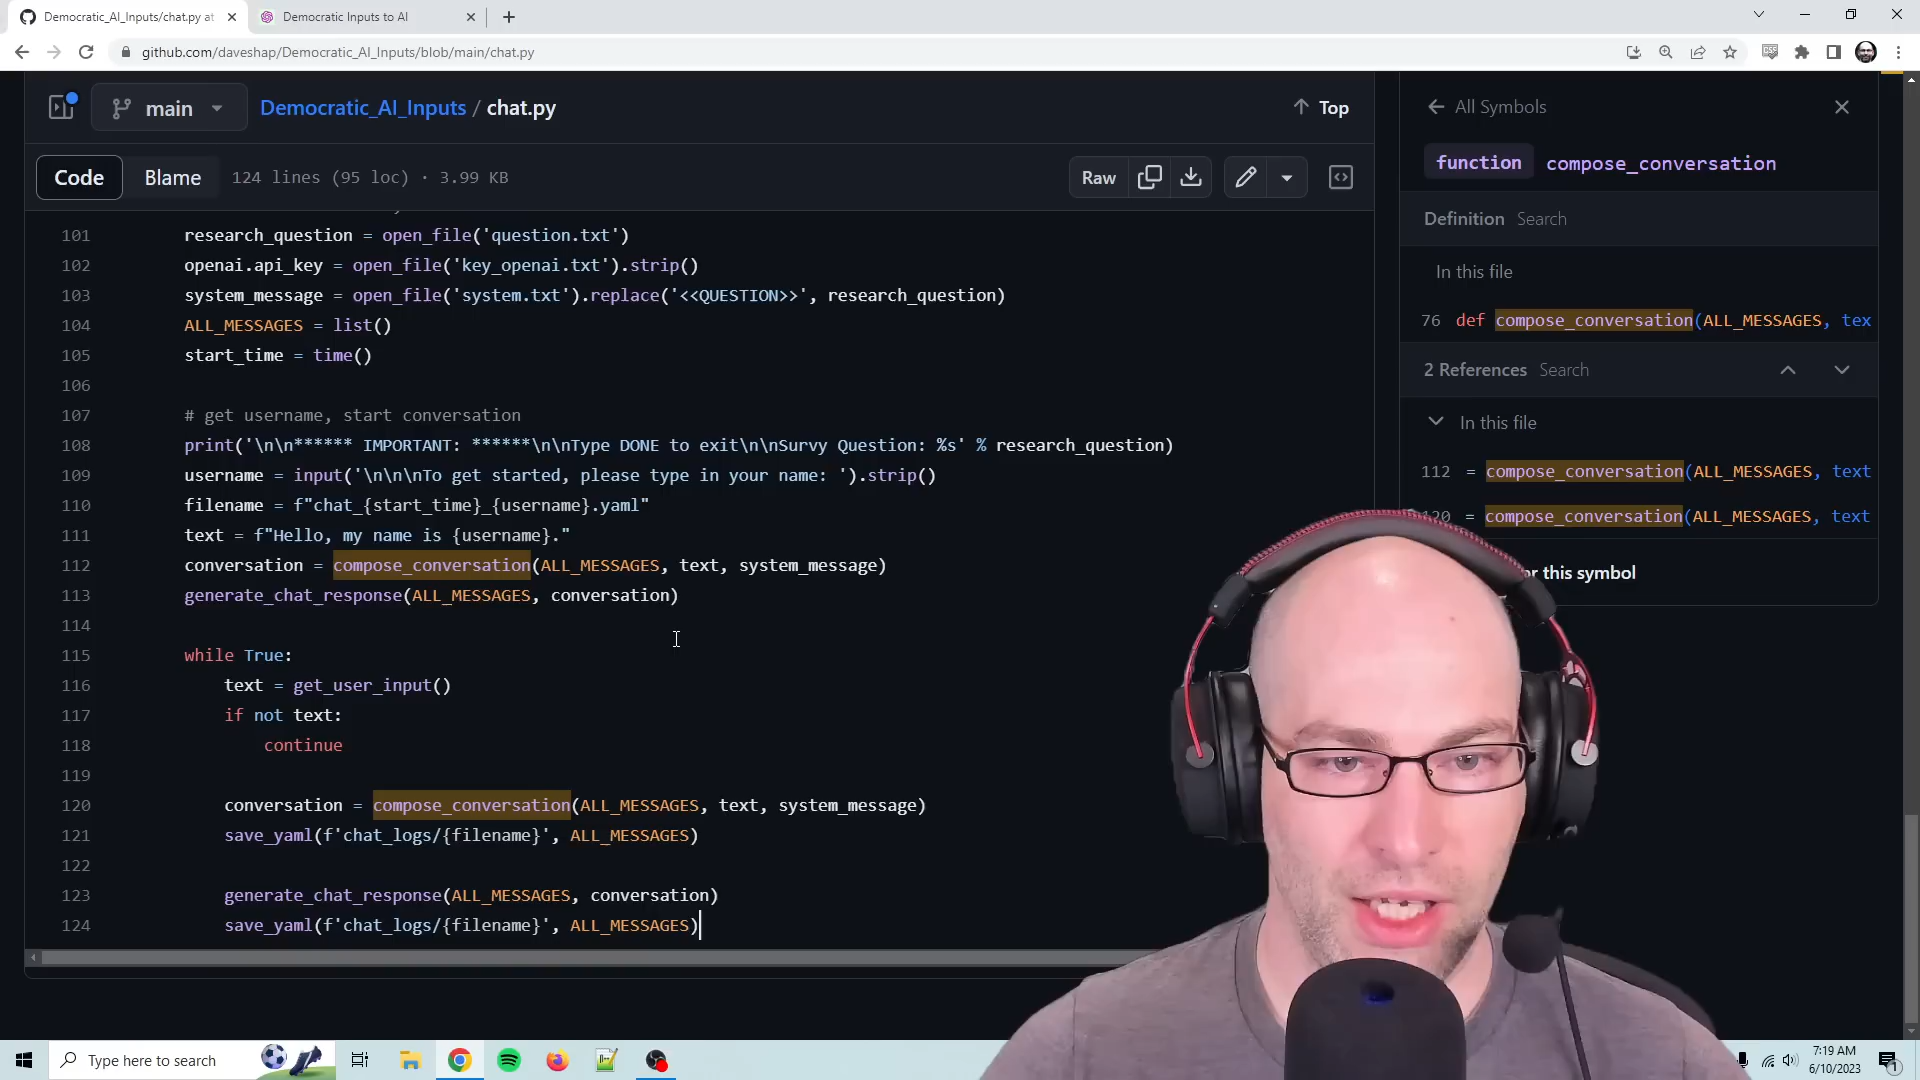 Democratic_AI_Inputs/chat.py at
Democratic Inputs to AI
github.com/daveshap/Democratic_AI_Inputs/blob/main/chat.py
main
Democratic_AI_Inputs / chat.py
Top
All Symbols
function compose_conversation
Code
Blame
124 lines (95 loc) · 3.99 KB
Raw
Definition Search
In this file
76 def compose_conversation(ALL_MESSAGES, tex
2 References Search
In this file
112 = compose_conversation(ALL_MESSAGES, text
120 = compose_conversation(ALL_MESSAGES, text
or this symbol
101 research_question = open_file('question.txt')
102 openai.api_key = open_file('key_openai.txt').strip()
103 system_message = open_file('system.txt').replace('<<QUESTION>>', research_question)
104 ALL_MESSAGES = list()
105 start_time = time()
106
107 # get username, start conversation
108 print('\n\n****** IMPORTANT: ******\n\nType DONE to exit\n\nSurvy Question: %s' % research_question)
109 username = input('\n\n\nTo get started, please type in your name: ').strip()
110 filename = f"chat_{start_time}_{username}.yaml"
111 text = f"Hello, my name is {username}."
112 conversation = compose_conversation(ALL_MESSAGES, text, system_message)
113 generate_chat_response(ALL_MESSAGES, conversation)
114
115 while True:
116 text = get_user_input()
117 if not text:
118 continue
119
120 conversation = compose_conversation(ALL_MESSAGES, text, system_message)
121 save_yaml(f'chat_logs/{filename}', ALL_MESSAGES)
122
123 generate_chat_response(ALL_MESSAGES, conversation)
124 save_yaml(f'chat_logs/{filename}', ALL_MESSAGES)
Type here to search
7:19 AM
6/10/2023
1